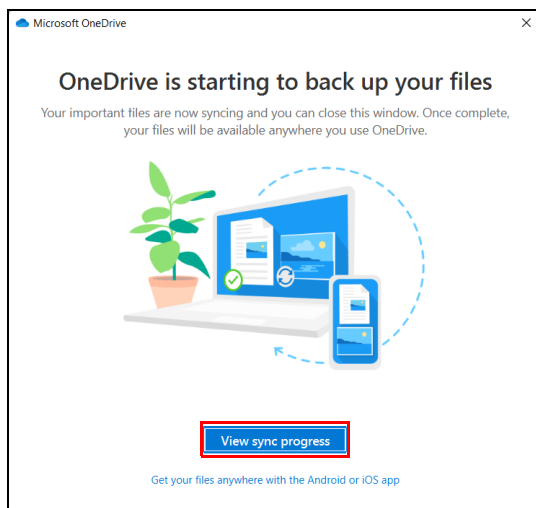 Microsoft OneDrive
OneDrive is starting to back up your files
Your important files are now syncing and you can close this window. Once complete,
your files will be available anywhere you use OneDrive.
View sync progress
Get your files anywhere with the Android or iOS app